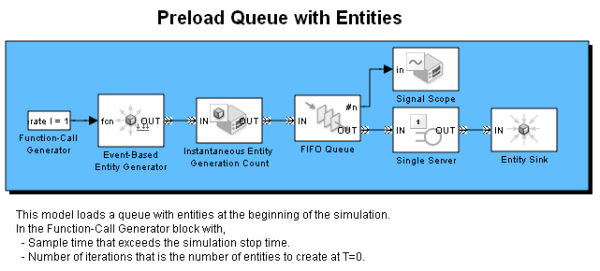 Preload Queue with Entities
in
Signal Scope
#n
rate l = 1
fcn
OUT
IN
OUT
IN
OUT
IN
OUT
IN
1
Function-Call
Generator
Event-Based
Entity Generator
Instantaneous Entity
Generation Count
FIFO Queue
Single Server
Entity Sink
This model loads a queue with entities at the beginning of the simulation.
In the Function-Call Generator block with,
- Sample time that exceeds the simulation stop time.
- Number of iterations that is the number of entities to create at T=0.